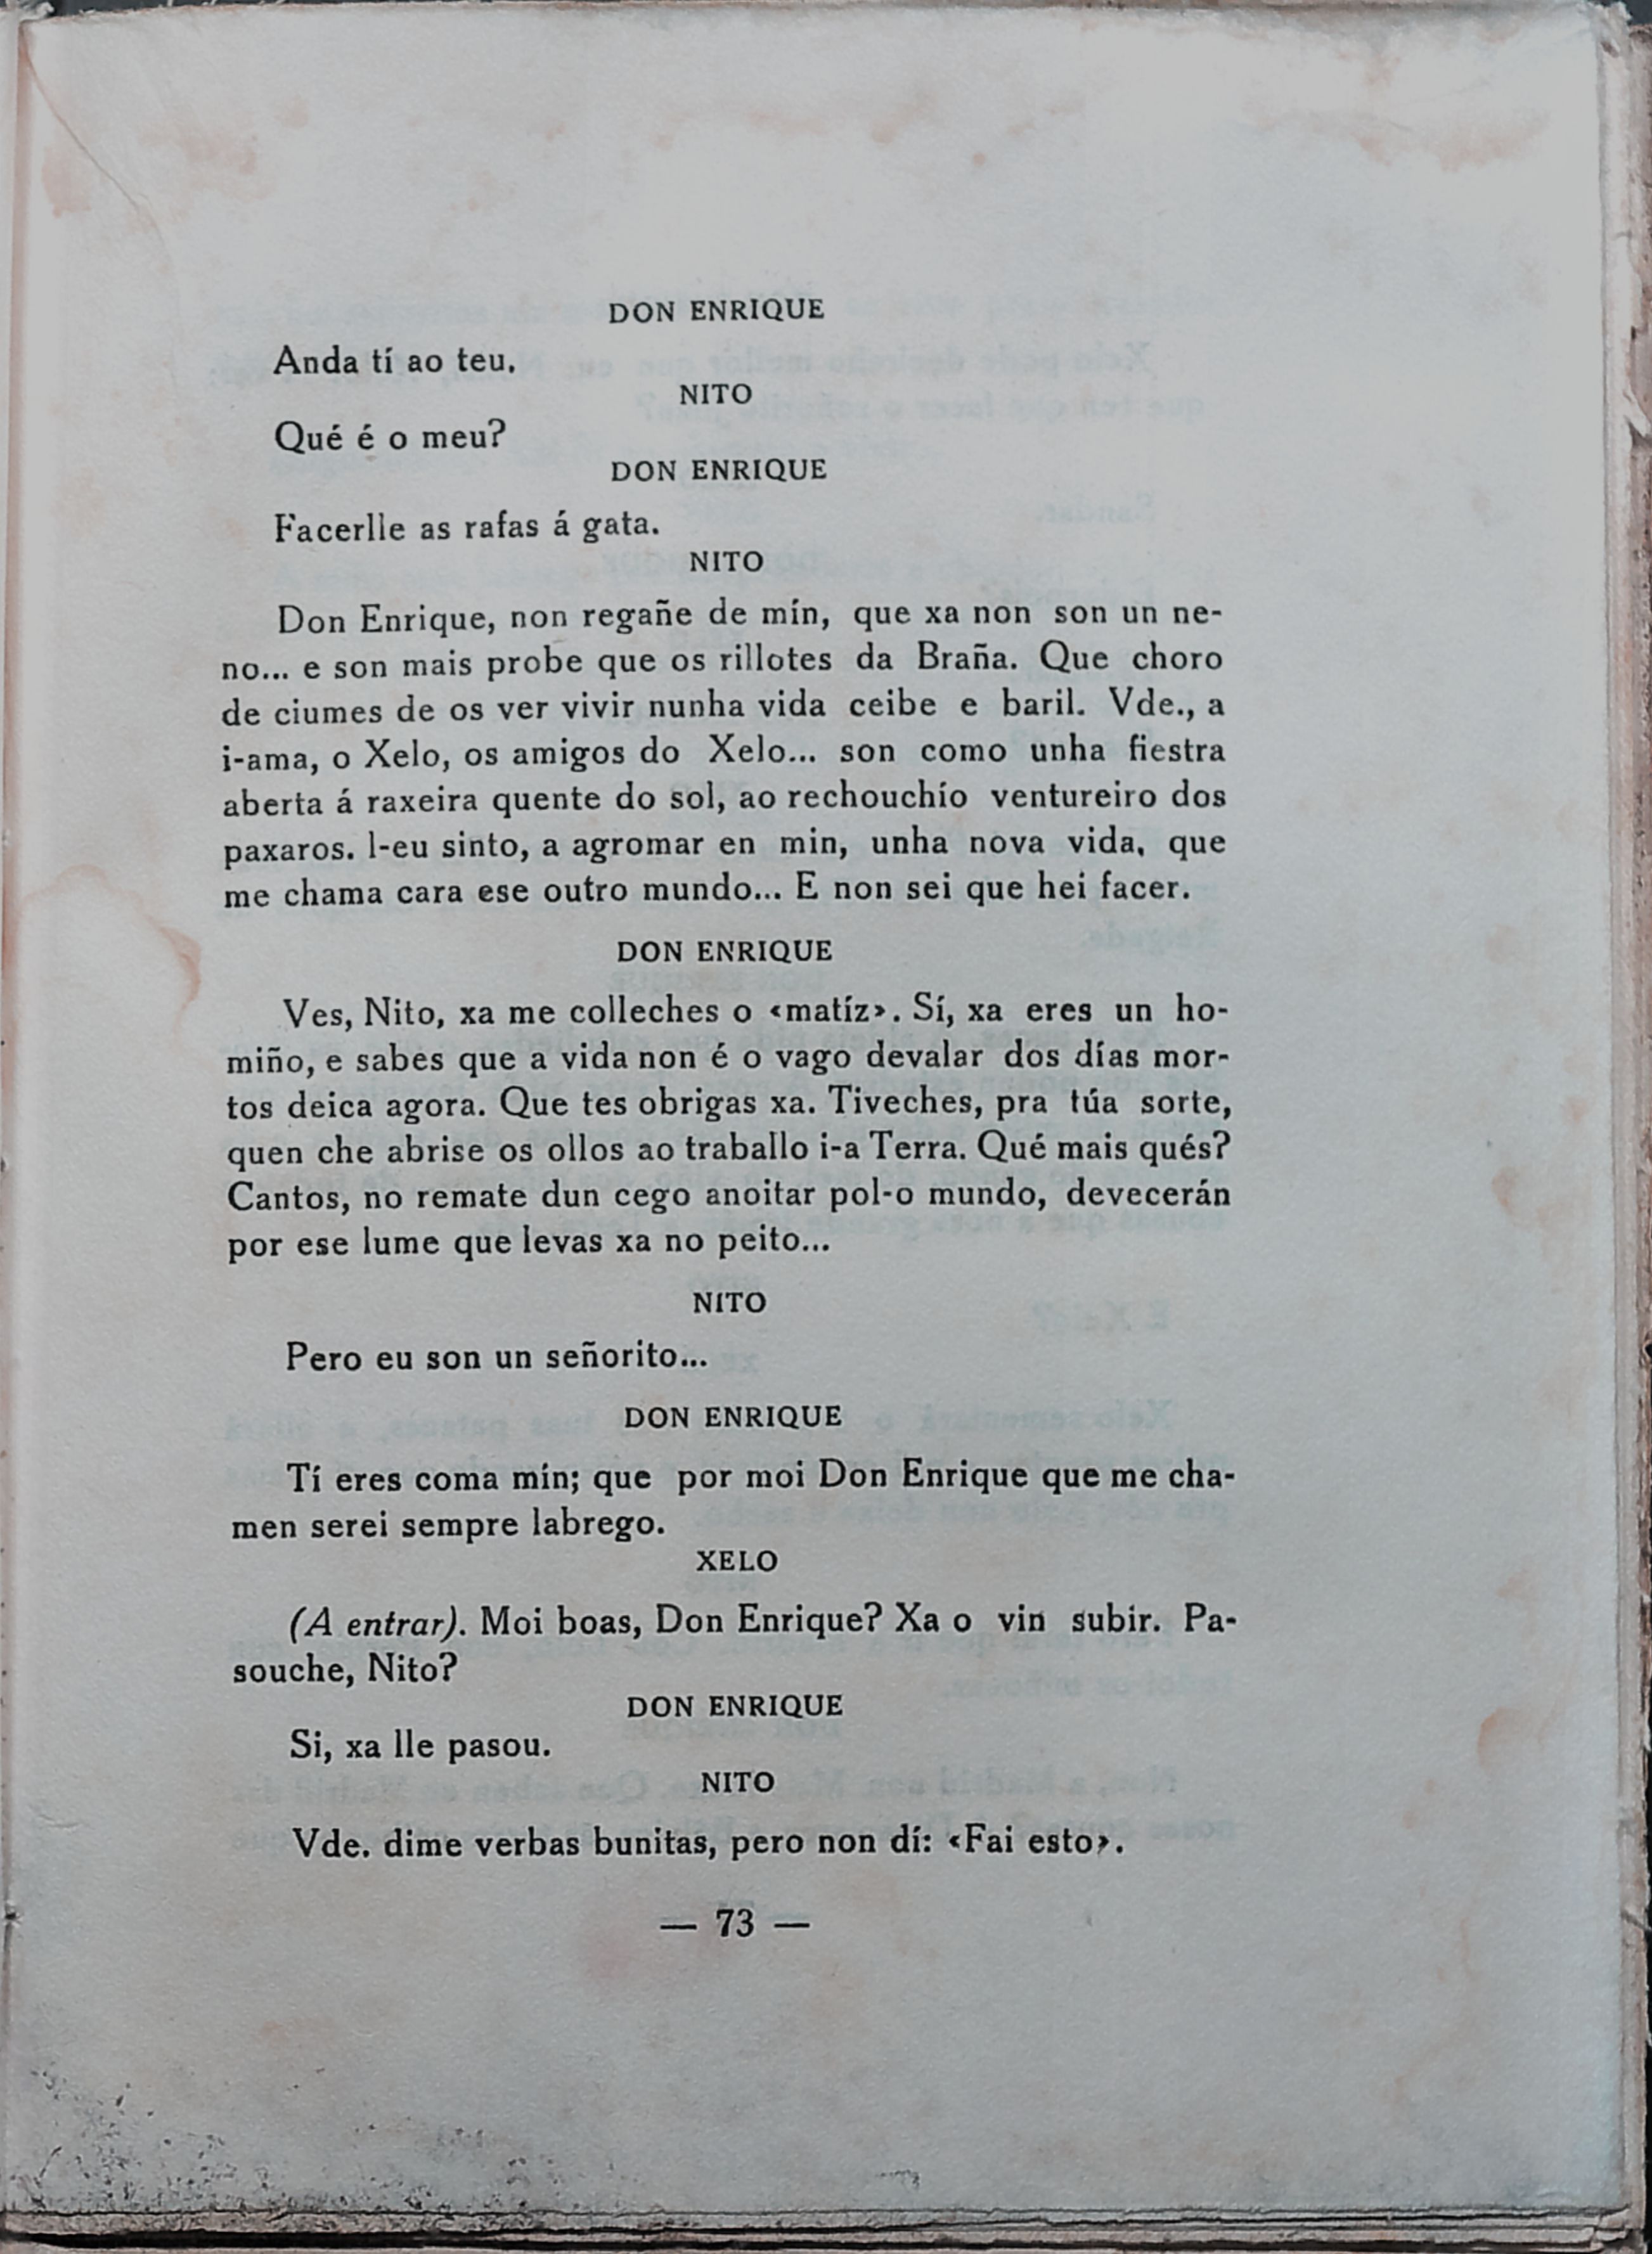 DON ENRIQUE
Anda tí ao teu.
NITO
Qué é o meu?
DON ENRIQUE
Facerlle as rafas á gata.
NITO
Don Enrique, non regañe de mín, que xa non son un ne-
no... e son mais probe que os rillotes da Braña. Que choro
de ciumes de os ver vivir nunha vida ceibe e baril. Vde., a
i-ama, o Xelo, os amigos do Xelo... son como unha fiestra
aberta á raxeira quente do sol, ao rechouchío ventureiro dos
paxaros. l-eu sinto, a agromar en min, unha nova vida, que
me chama cara ese outro mundo... E non sei que hei facer.
DON ENRIQUE
Ves, Nito, xa me colleches o «matíz». Sí, xa eres un ho-
miño, e sabes que a vida non é o vago devalar dos días mor-
tos deica agora. Que tes obrigas xa. Tiveches, pra túa sorte,
quen che abrise os ollos ao traballo i-a Terra. Qué mais qués?
Cantos, no remate dun cego anoitar pol-o mundo, devecerán
por ese lume que levas xa no peito...
NITO
Pero eu son un señorito...
DON ENRIQUE
Tí eres coma mín; que por moi Don Enrique que me cha-
men serei sempre labrego.
XELO
(A entrar). Moi boas, Don Enrique? Xa o vin subir. Pa-
souche, Nito?
DON ENRIQUE
Si, xa lle pasou.
NITO
Vde. dime verbas bunitas, pero non dí: «Fai esto».
— 73 —